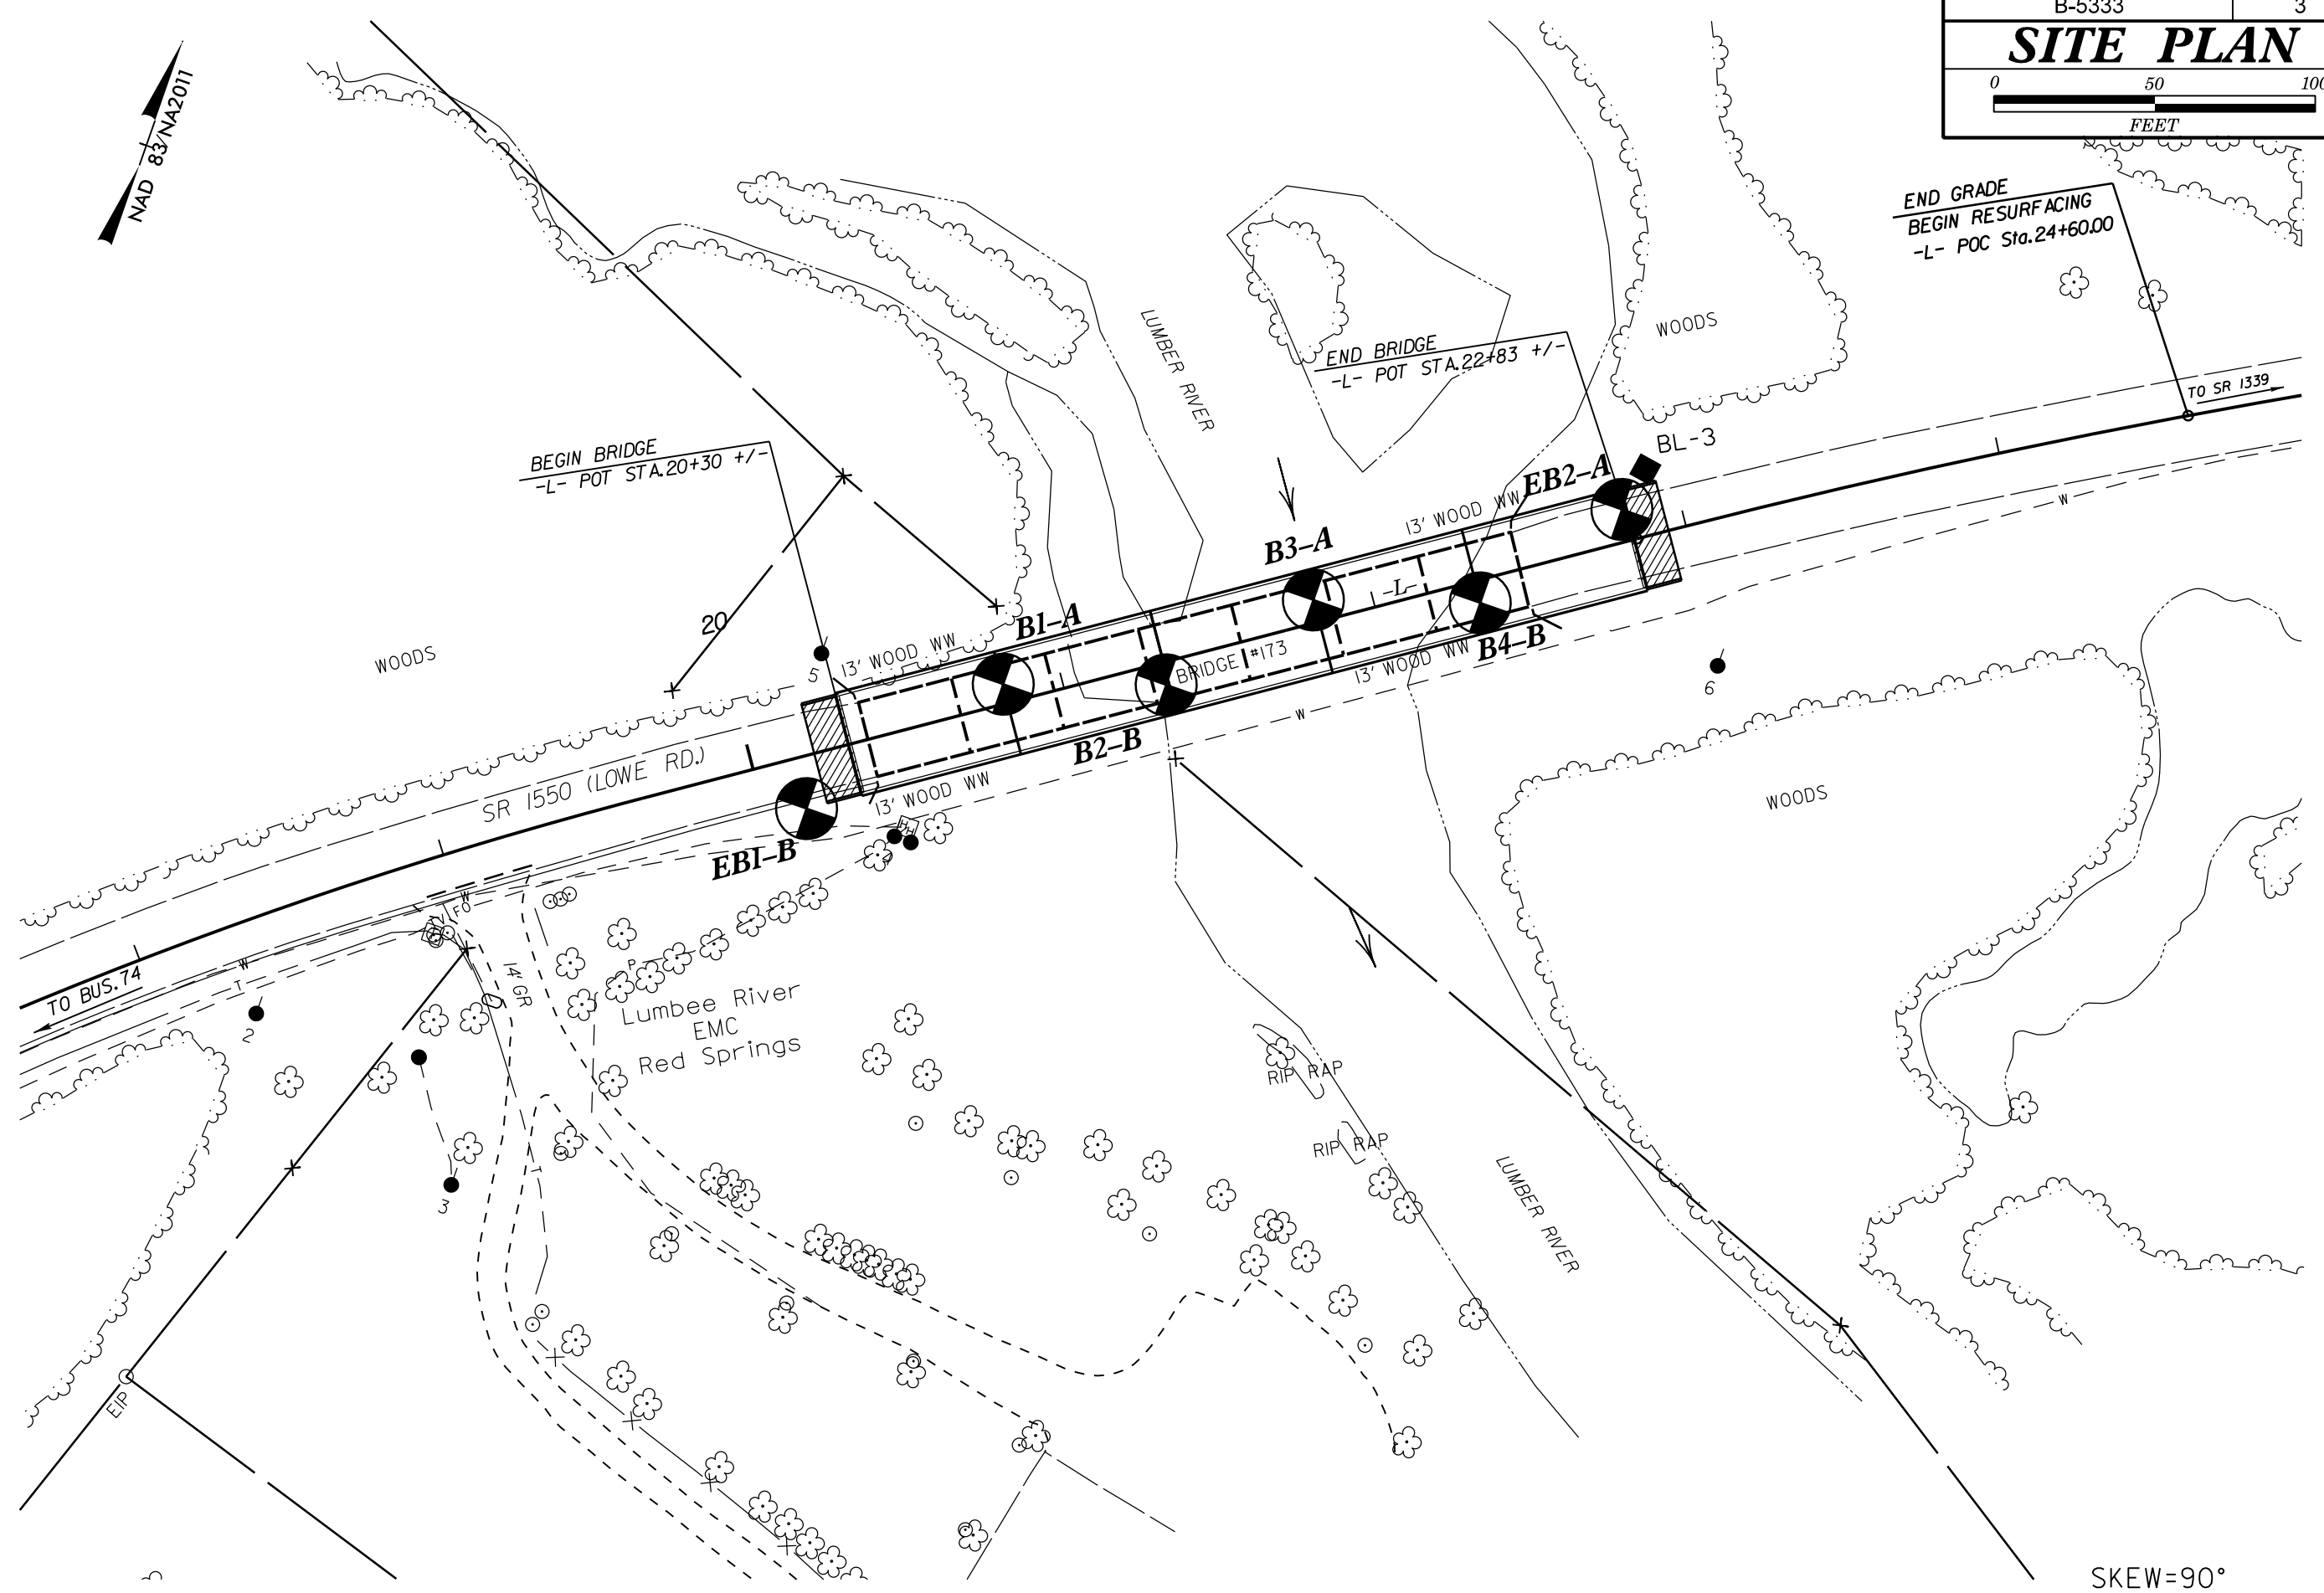 B-5333 3
SITE PLAN
0 50 100
FEET
NAD 83/NA2011
END GRADE
BEGIN RESURFACING
-L- POC Sta.24+60.00
TO SR 1339
WOODS
LUMBER RIVER
END BRIDGE
-L- POT STA.22+83 +/-
BL-3
EB2-A
13' WOOD WW
B3-A
BEGIN BRIDGE
-L- POT STA.20+30 +/-
B1-A
-L-
20
13' WOOD WW
5
WOODS
BRIDGE #173
B4-B
13' WOOD WW
W
W
6
B2-B
SR 1550 (LOWE RD.)
13' WOOD WW
WOODS
EB1-B
HH
W
TO BUS.74
W
T
2
14' GR
P
Lumbee River
EMC
Red Springs
RIP RAP
RIP RAP
LUMBER RIVER
3
EIP
SKEW=90°